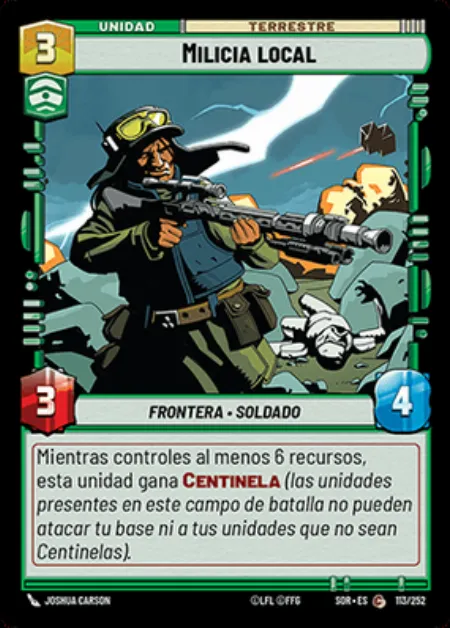 UNIDAD
TERRESTRE
3
MILICIA LOCAL
3
FRONTERA • SOLDADO
4
Mientras controles al menos 6 recursos,
esta unidad gana CENTINELA (las unidades
presentes en este campo de batalla no pueden
atacar tu base ni a tus unidades que no sean
Centinelas).
JOSHUA CARSON
©LFL ©FFG
SOR • ES
C
113/252